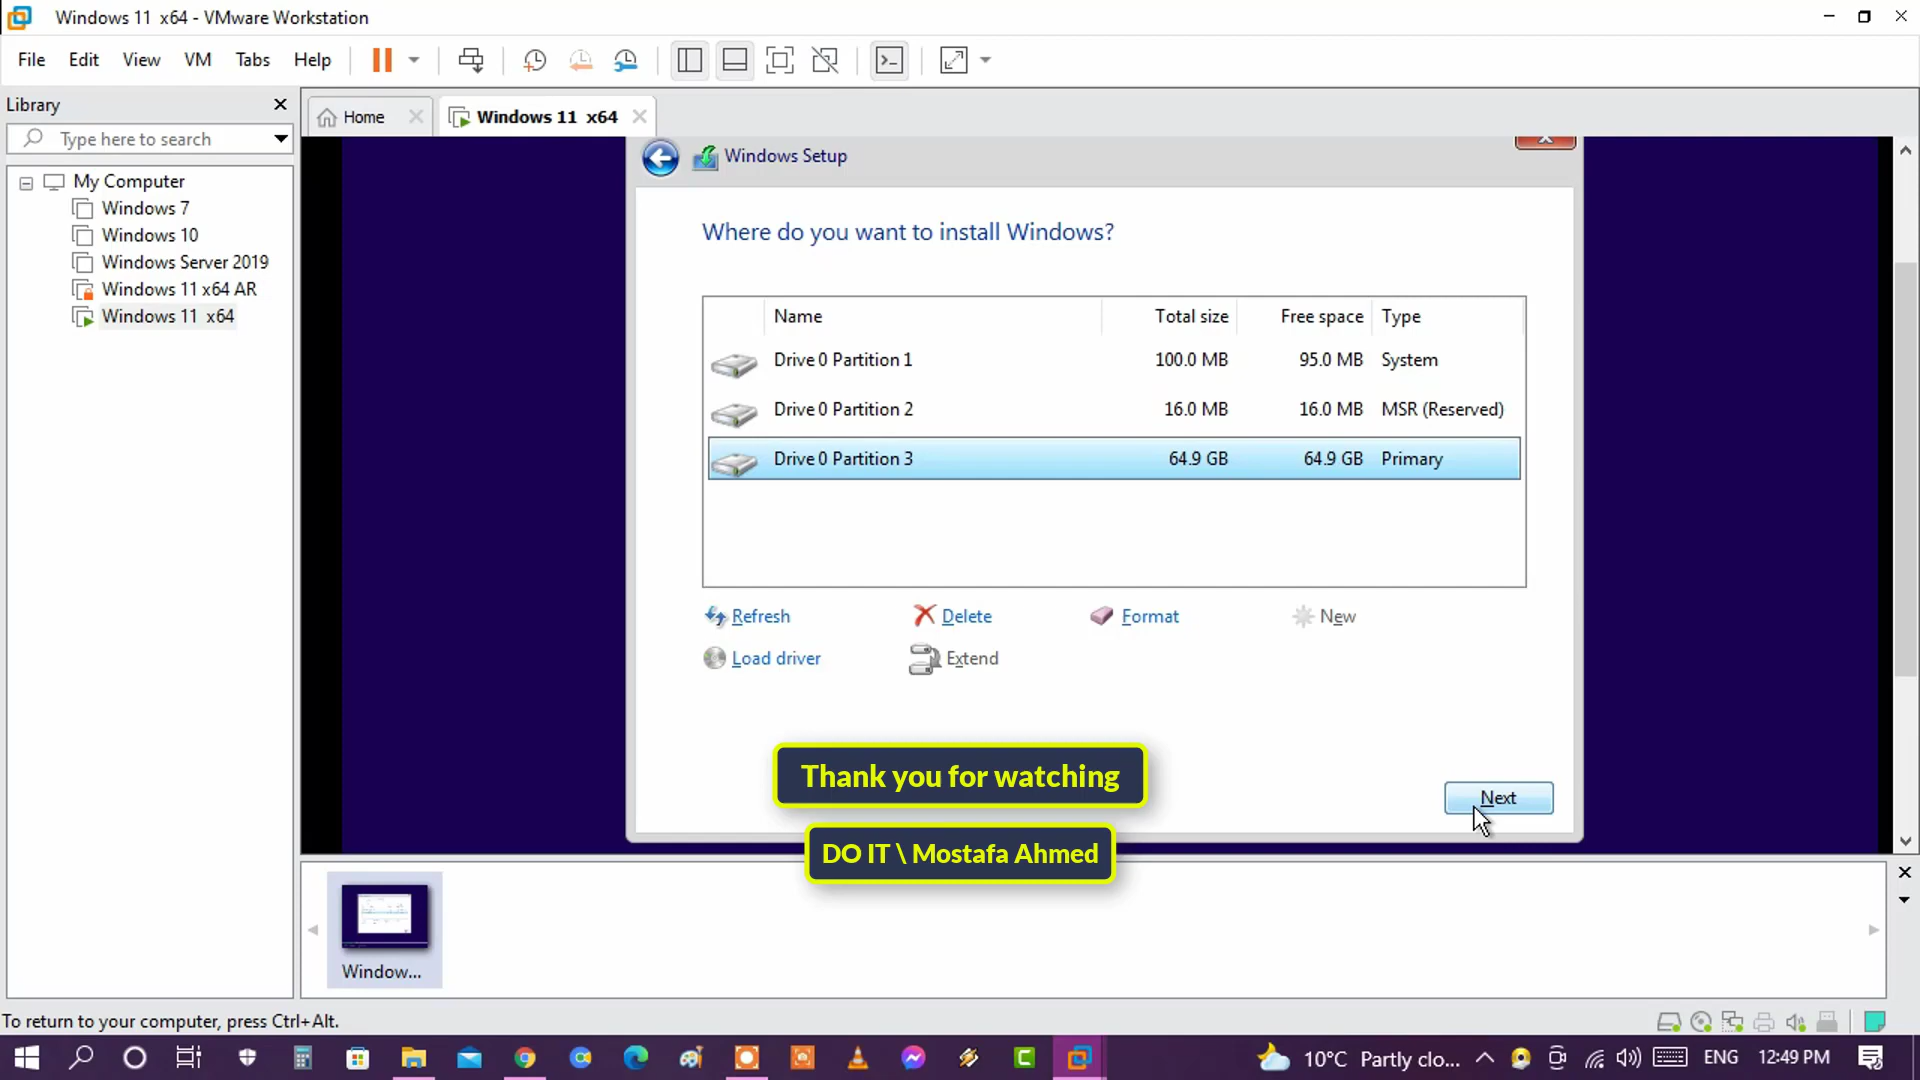 Windows 11 x64 - VMware Workstation
File Edit View VM Tabs Help
Library
Type here to search
My Computer
Windows 7
Windows 10
Windows Server 2019
Windows 11 x64 AR
Windows 11 x64
Home
Windows 11 x64
Windows Setup
Where do you want to install Windows?
Name Total size Free space Type
Drive 0 Partition 1 100.0 MB 95.0 MB System
Drive 0 Partition 2 16.0 MB 16.0 MB MSR (Reserved)
Drive 0 Partition 3 64.9 GB 64.9 GB Primary
Refresh Delete Format New
Load driver Extend
Thank you for watching
Next
DO IT \ Mostafa Ahmed
Window...
To return to your computer, press Ctrl+Alt.
10°C Partly clo... ENG 12:49 PM